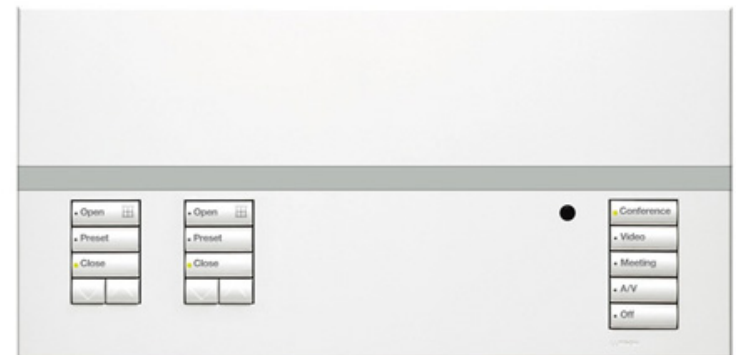 Open
Preset
Close
Open
Preset
Close
Conference
Video
Meeting
A/V
Off